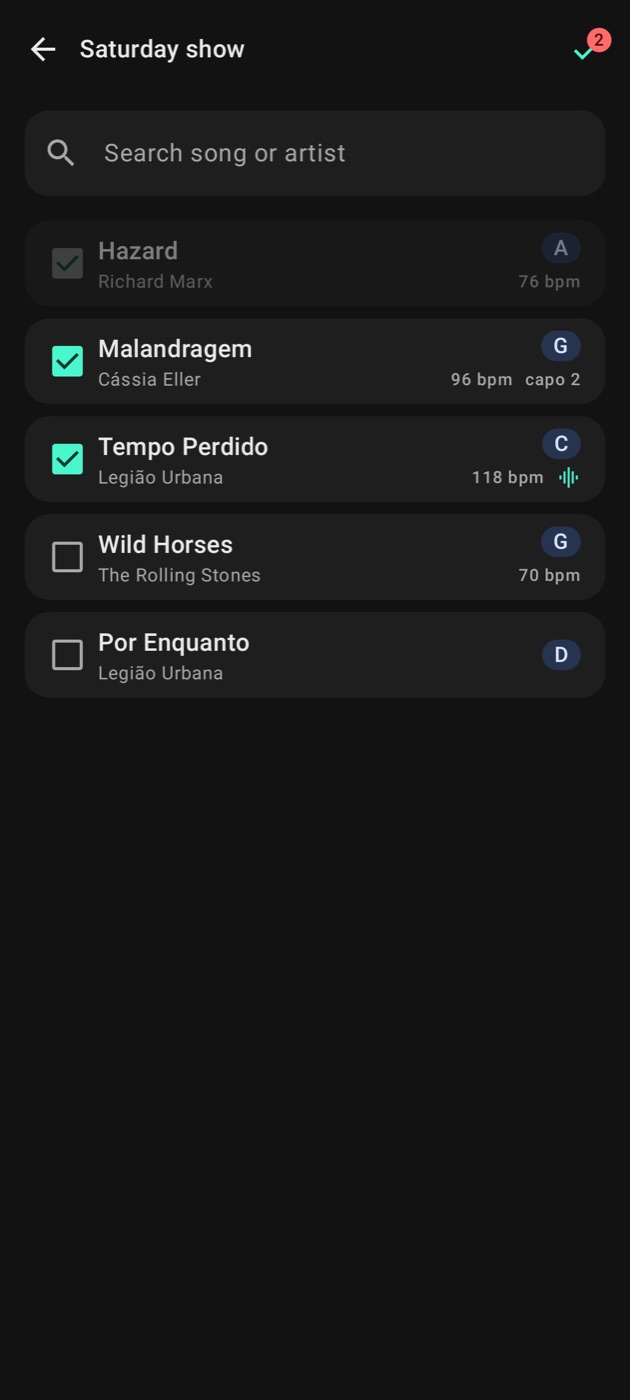 Saturday show
2
Search song or artist
Hazard
A
Richard Marx
76 bpm
Malandragem
G
Cássia Eller
96 bpm capo 2
Tempo Perdido
C
Legião Urbana
118 bpm
Wild Horses
G
The Rolling Stones
70 bpm
Por Enquanto
D
Legião Urbana